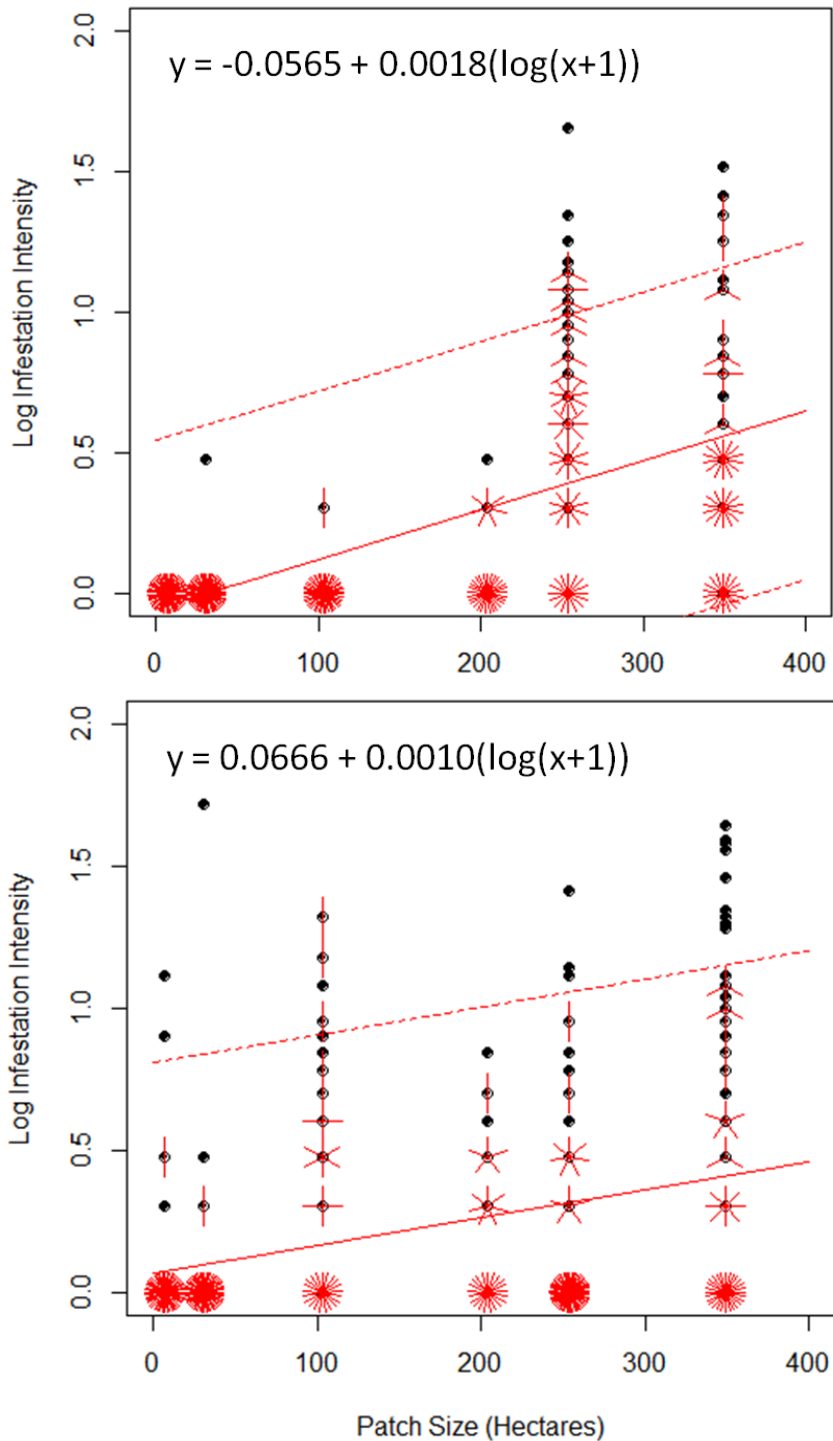 y = -0.0565 + 0.0018(log(x+1))
Log Infestation Intensity
2.0
1.5
1.0
0.5
0.0
0 100 200 300 400
y = 0.0666 + 0.0010(log(x+1))
Log Infestation Intensity
2.0
1.5
1.0
0.5
0.0
0 100 200 300 400
Patch Size (Hectares)